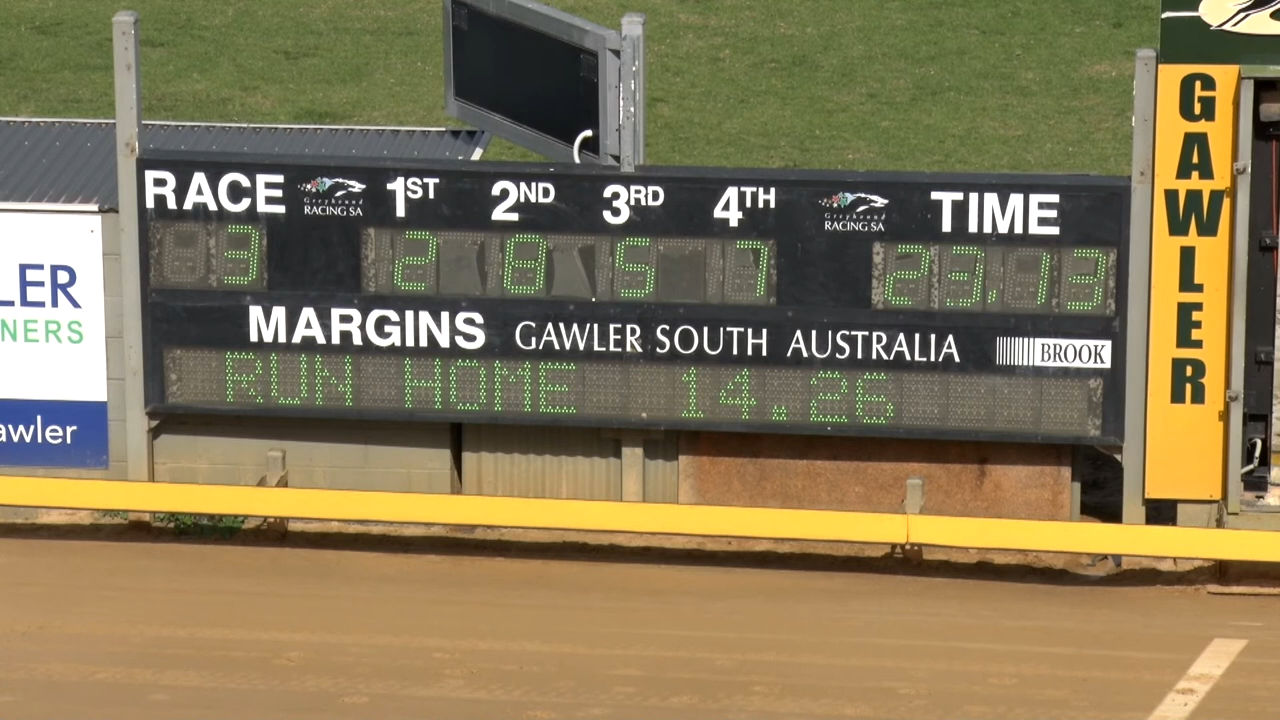 RACE
Greyhound
RACING SA
1ST 2ND 3RD 4TH
Greyhound
RACING SA
TIME
3 2 8 5 7 23.13
MARGINS GAWLER SOUTH AUSTRALIA BROOK
RUN HOME 14.26
LER
NERS
awler
GAWLER